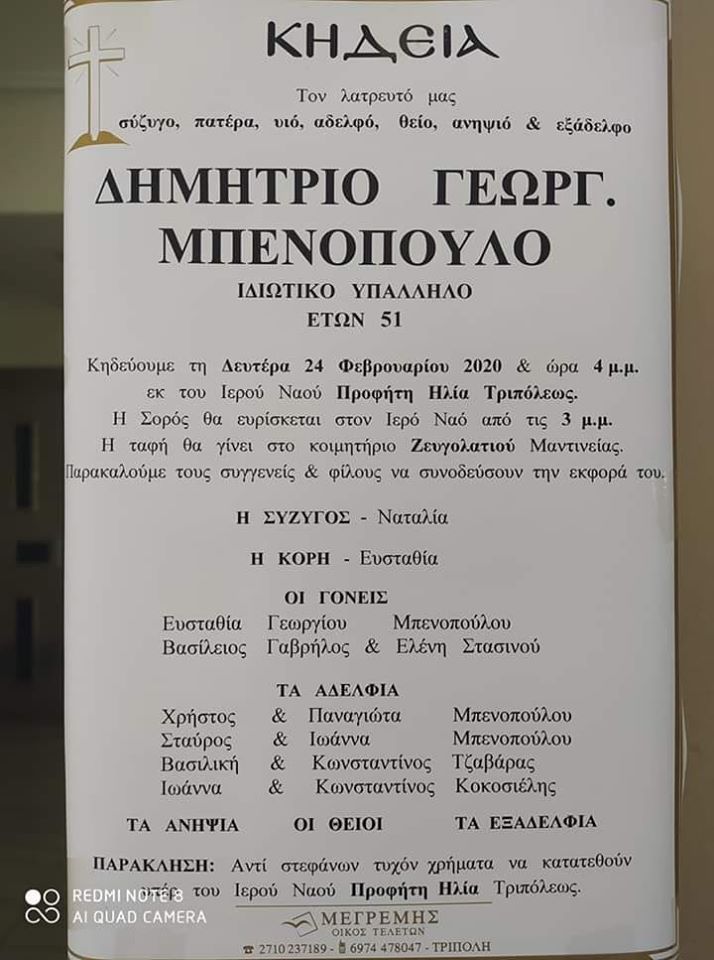 ΚΗΔΕΙΑ
Τον λατρευτό μας
σύζυγο, πατέρα, υιό, αδελφό, θείο, ανηψιό & εξάδελφο
ΔΗΜΗΤΡΙΟ ΓΕΩΡΓ.
ΜΠΕΝΟΠΟΥΛΟ
ΙΔΙΩΤΙΚΟ ΥΠΑΛΛΗΛΟ
ΕΤΩΝ 51
Κηδεύουμε τη Δευτέρα 24 Φεβρουαρίου 2020 & ώρα 4 μ.μ.
εκ του Ιερού Ναού Προφήτη Ηλία Τριπόλεως.
Η Σορός θα ευρίσκεται στον Ιερό Ναό από τις 3 μ.μ.
Η ταφή θα γίνει στο κοιμητήριο Ζευγολατιού Μαντινείας.
Παρακαλούμε τους συγγενείς & φίλους να συνοδεύσουν την εκφορά του.
Η ΣΥΖΥΓΟΣ - Ναταλία
Η ΚΟΡΗ - Ευσταθία
ΟΙ ΓΟΝΕΙΣ
Ευσταθία Γεωργίου Μπενοπούλου
Βασίλειος Γαβρήλος & Ελένη Στασινού
ΤΑ ΑΔΕΛΦΙΑ
Χρήστος & Παναγιώτα Μπενοπούλου
Σταύρος & Ιωάννα Μπενοπούλου
Βασιλική & Κωνσταντίνος Τζαβάρας
Ιωάννα & Κωνσταντίνος Κοκοσιέλης
ΤΑ ΑΝΗΨΙΑ ΟΙ ΘΕΙΟΙ ΤΑ ΕΞΑΔΕΛΦΙΑ
ΠΑΡΑΚΛΗΣΗ: Αντί στεφάνων τυχόν χρήματα να κατατεθούν
υπέρ του Ιερού Ναού Προφήτη Ηλία Τριπόλεως.
REDMI NOTE 8
AI QUAD CAMERA
ΜΕΓΡΕΜΗΣ
ΟΙΚΟΣ ΤΕΛΕΤΩΝ
☎ 2710 237189 - 📱 6974 478047 - ΤΡΙΠΟΛΗ